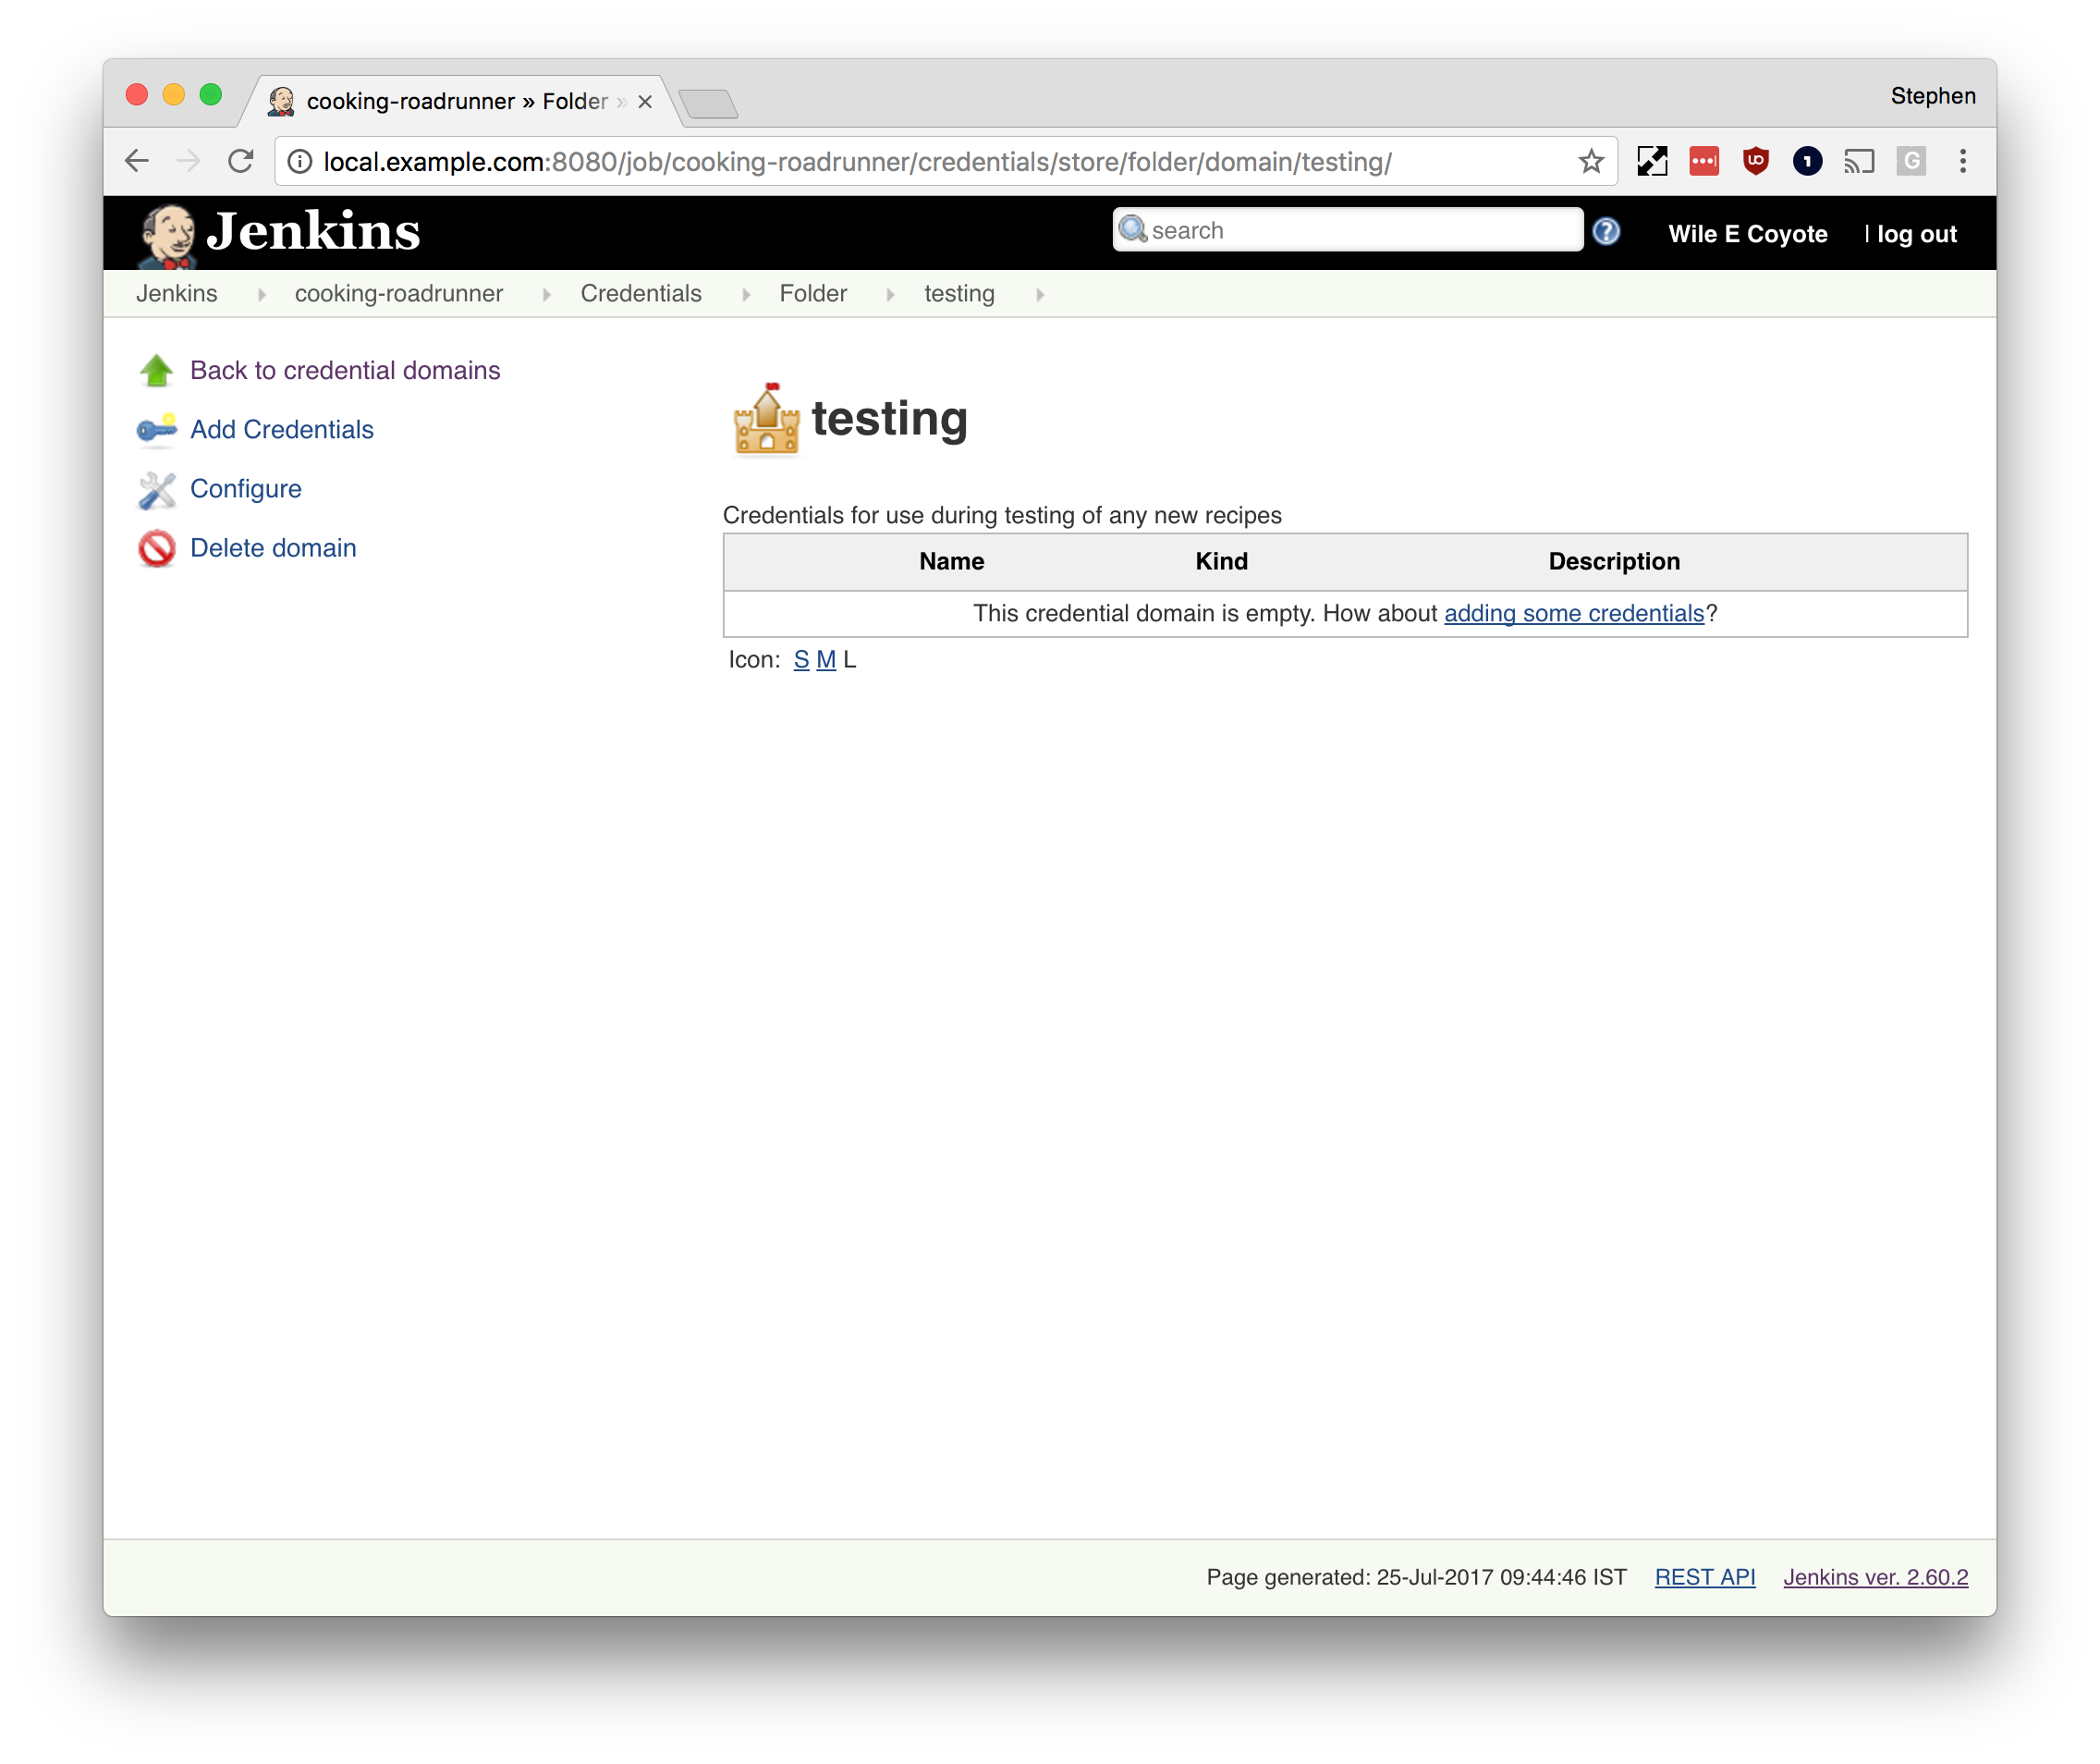 cooking-roadrunner » Folder »
Stephen
local.example.com:8080/job/cooking-roadrunner/credentials/store/folder/domain/testing/
Jenkins
search
Wile E Coyote | log out
Jenkins cooking-roadrunner Credentials Folder testing
Back to credential domains
Add Credentials
Configure
Delete domain
testing
Credentials for use during testing of any new recipes
Name Kind Description
This credential domain is empty. How about adding some credentials?
Icon: S M L
Page generated: 25-Jul-2017 09:44:46 IST REST API Jenkins ver. 2.60.2